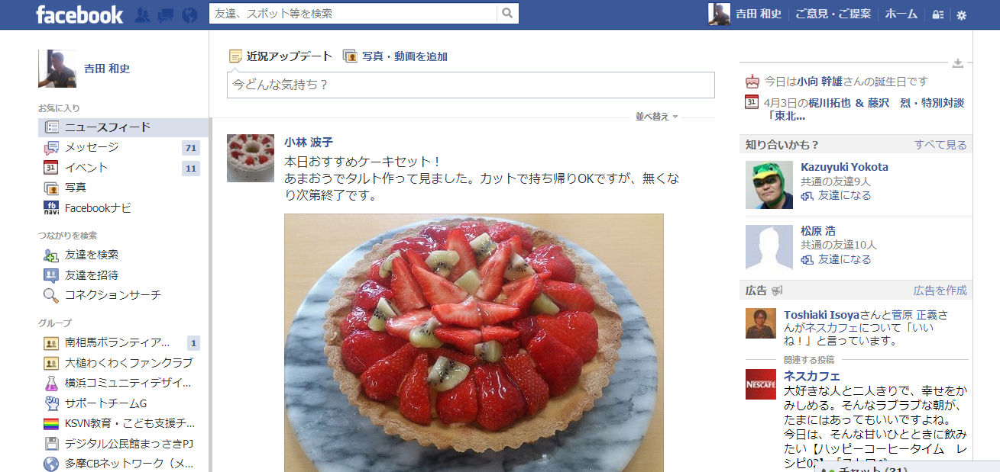 facebook
友達、スポット等を検索
吉田 和史
ご意見・ご提案
ホーム
吉田 和史
お気に入り
ニュースフィード
メッセージ
71
イベント
11
写真
Facebookナビ
つながりを検索
友達を検索
友達を招待
コネクションサーチ
グループ
南相馬ボランティア...
1
大槌わくわくファンクラブ
横浜コミュニティデザイ...
サポートチームG
KSVN教育・こども支援チ...
デジタル公民館まっさきPJ
多摩CBネットワーク（メ...
近況アップデート
写真・動画を追加
今どんな気持ち？
並べ替え
小林 波子
本日おすすめケーキセット！
あまおうでタルト作って見ました。カットで持ち帰りOKですが、無くな
り次第終了です。
今日は小向 幹雄さんの誕生日です
31
4月3日の梶川拓也 & 藤沢　烈・特別対談
「東北...
知り合いかも？
すべて見る
Kazuyuki Yokota
共通の友達9人
友達になる
松原 浩
共通の友達10人
友達になる
広告
広告を作成
Toshiaki Isoyaさんと菅原 正義さ
んがネスカフェについて「いい
ね！」と言っています。
関連する投稿
NESCAFÉ
ネスカフェ
大好きな人と二人きりで、幸せをか
みしめる。そんなラブラブな朝が、
たまにはあってもいいですよね。
今日は、そんな甘いひとときに飲み
たい【ハッピーコーヒータイム　レ
シピ02】
チャット (31)